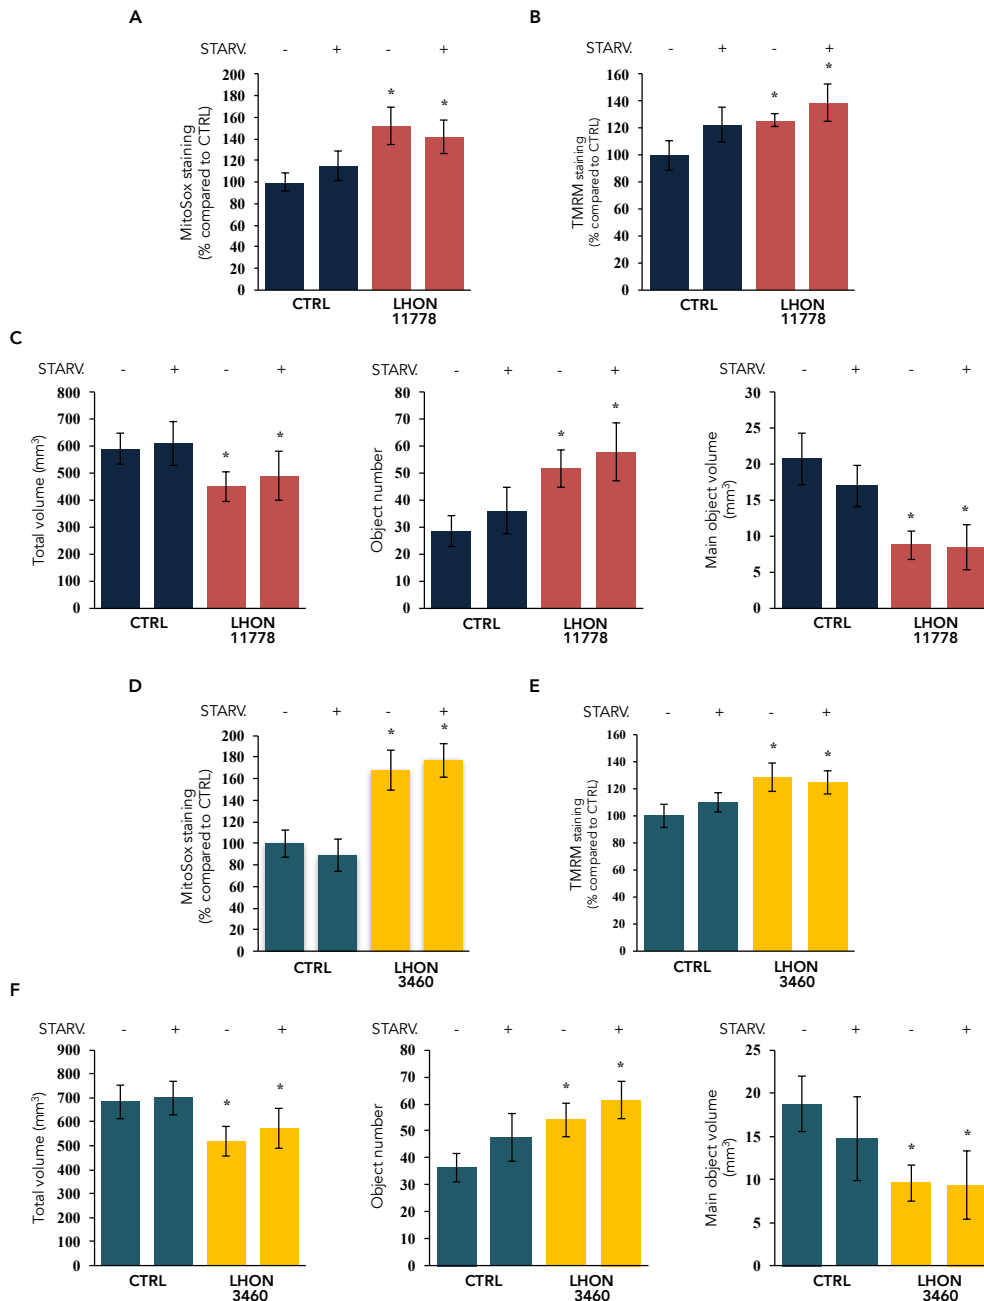 A
STARV. - + - +
MitoSox staining
(% compared to CTRL)
200
180
160
140
120
100
80
60
40
20
0
* *
CTRL LHON
11778
B
STARV. - + - +
TMRM staining
(% compared to CTRL)
160
140
120
100
80
60
40
20
0
* *
CTRL LHON
11778
C
STARV. - + - +
Total volume (mm³)
800
700
600
500
400
300
200
100
0
* *
CTRL LHON
11778
STARV. - + - +
Object number
80
70
60
50
40
30
20
10
0
* *
CTRL LHON
11778
STARV. - + - +
Main object volume
(mm³)
30
25
20
15
10
5
0
* *
CTRL LHON
11778
D
STARV. - + - +
MitoSox staining
(% compared to CTRL)
200
180
160
140
120
100
80
60
40
20
0
* *
CTRL LHON
3460
E
STARV. - + - +
TMRM staining
(% compared to CTRL)
160
140
120
100
80
60
40
20
0
* *
CTRL LHON
3460
F
STARV. - + - +
Total volume (mm³)
900
800
700
600
500
400
300
200
100
0
* *
CTRL LHON
3460
STARV. - + - +
Object number
80
70
60
50
40
30
20
10
0
* *
CTRL LHON
3460
STARV. - + - +
Main object volume
(mm³)
25
20
15
10
5
0
* *
CTRL LHON
3460